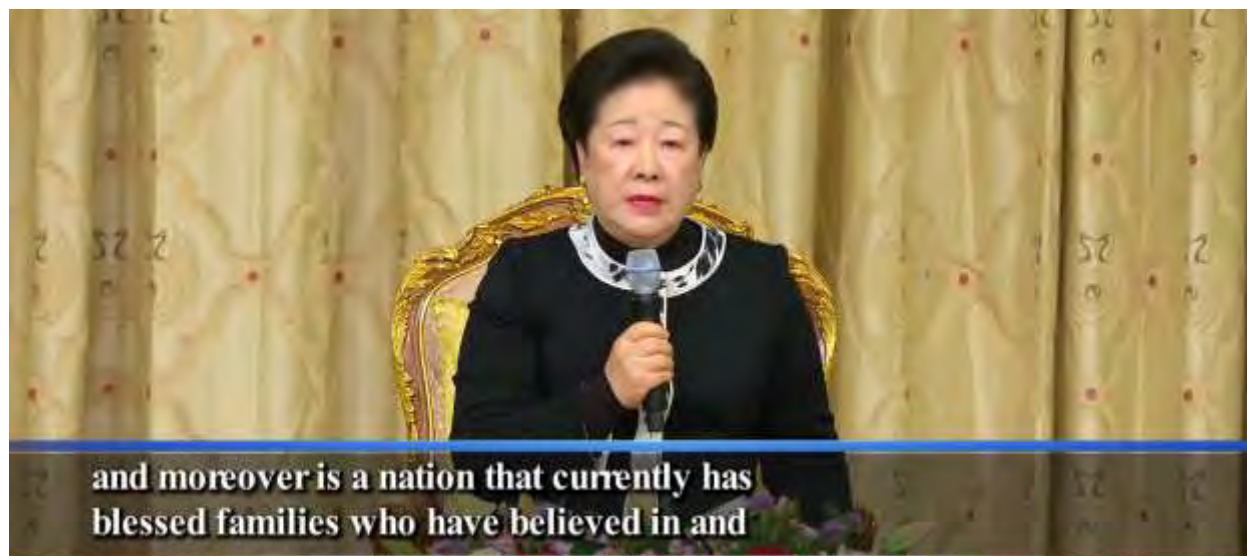 and moreover is a nation that currently has
blessed families who have believed in and